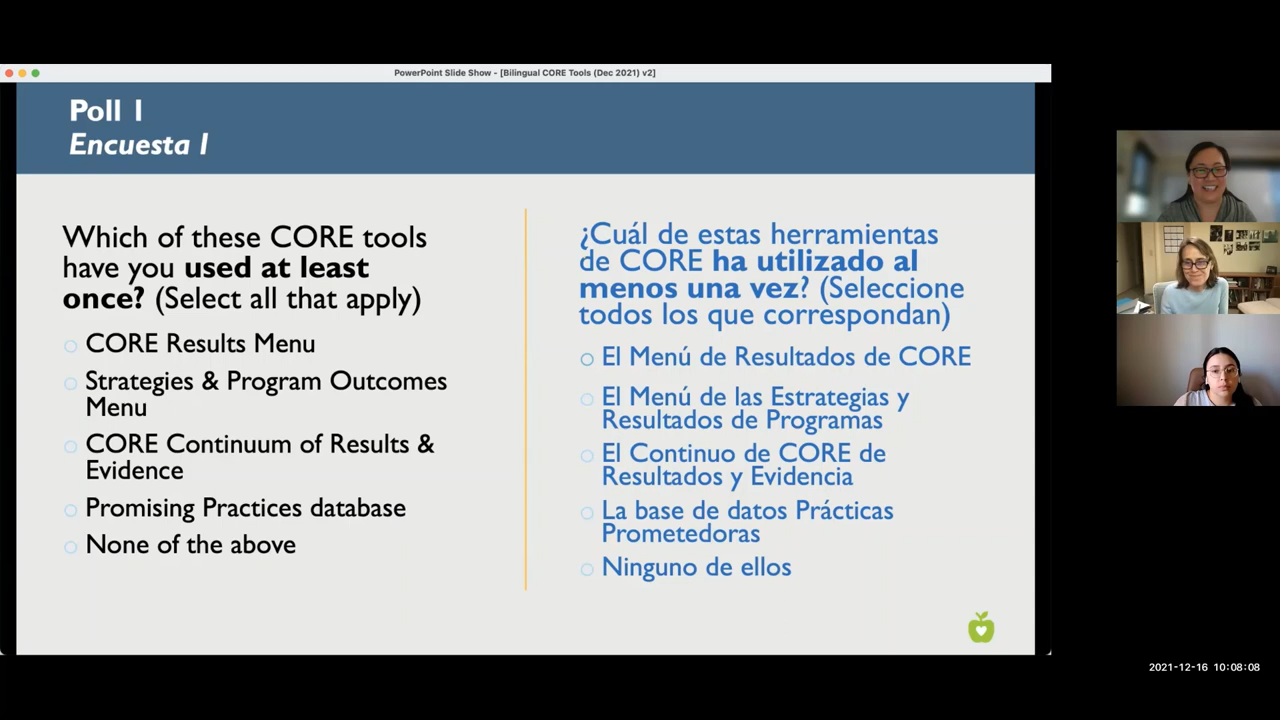 PowerPoint Slide Show - [Bilingual CORE Tools (Dec 2021) v2]
Poll 1
Encuesta 1
Which of these CORE tools
have you used at least
once? (Select all that apply)
CORE Results Menu
Strategies & Program Outcomes
Menu
CORE Continuum of Results &
Evidence
Promising Practices database
None of the above
¿Cuál de estas herramientas
de CORE ha utilizado al
menos una vez? (Seleccione
todos los que correspondan)
El Menú de Resultados de CORE
El Menú de las Estrategias y
Resultados de Programas
El Continuo de CORE de
Resultados y Evidencia
La base de datos Prácticas
Prometedoras
Ninguno de ellos
2021-12-16 10:08:08